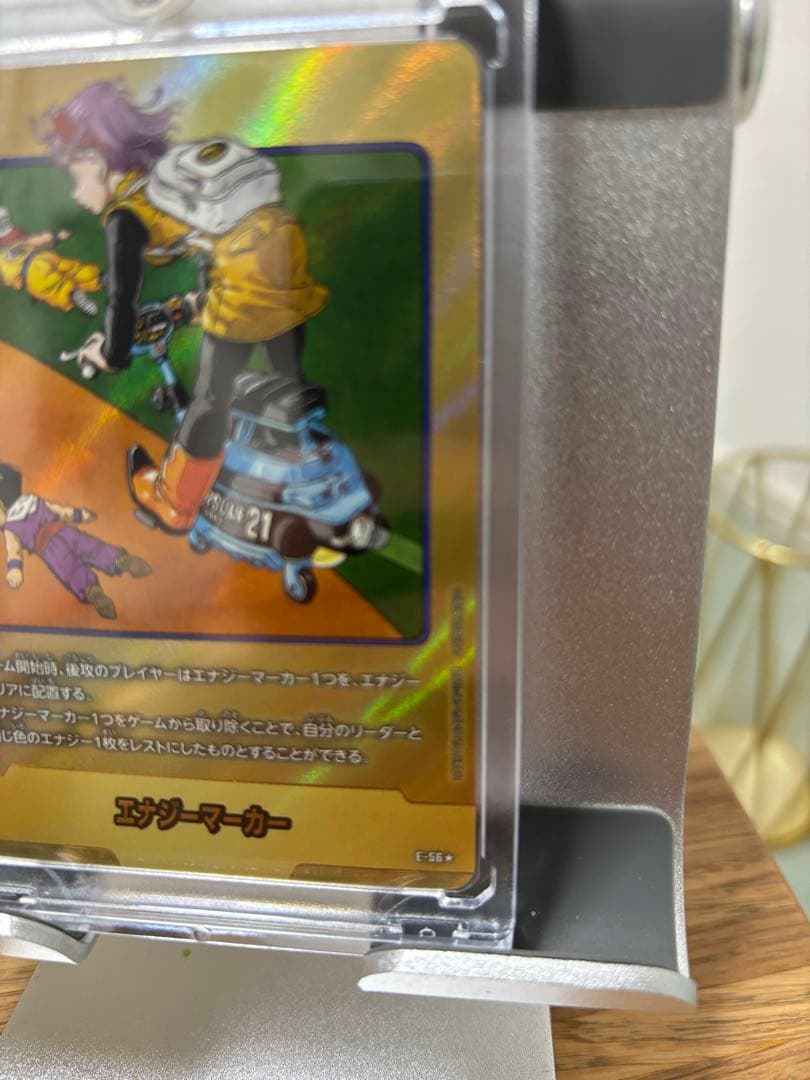 21
ム開始時、後攻のプレイヤーはエナジーマーカー1つを、エナジー
リアに配置する。
ナジーマーカー1つをゲームから取り除くことで、自分のリーダーと
じ色のエナジー1枚をレストにしたものとすることができる。
エナジーマーカー
E-56★